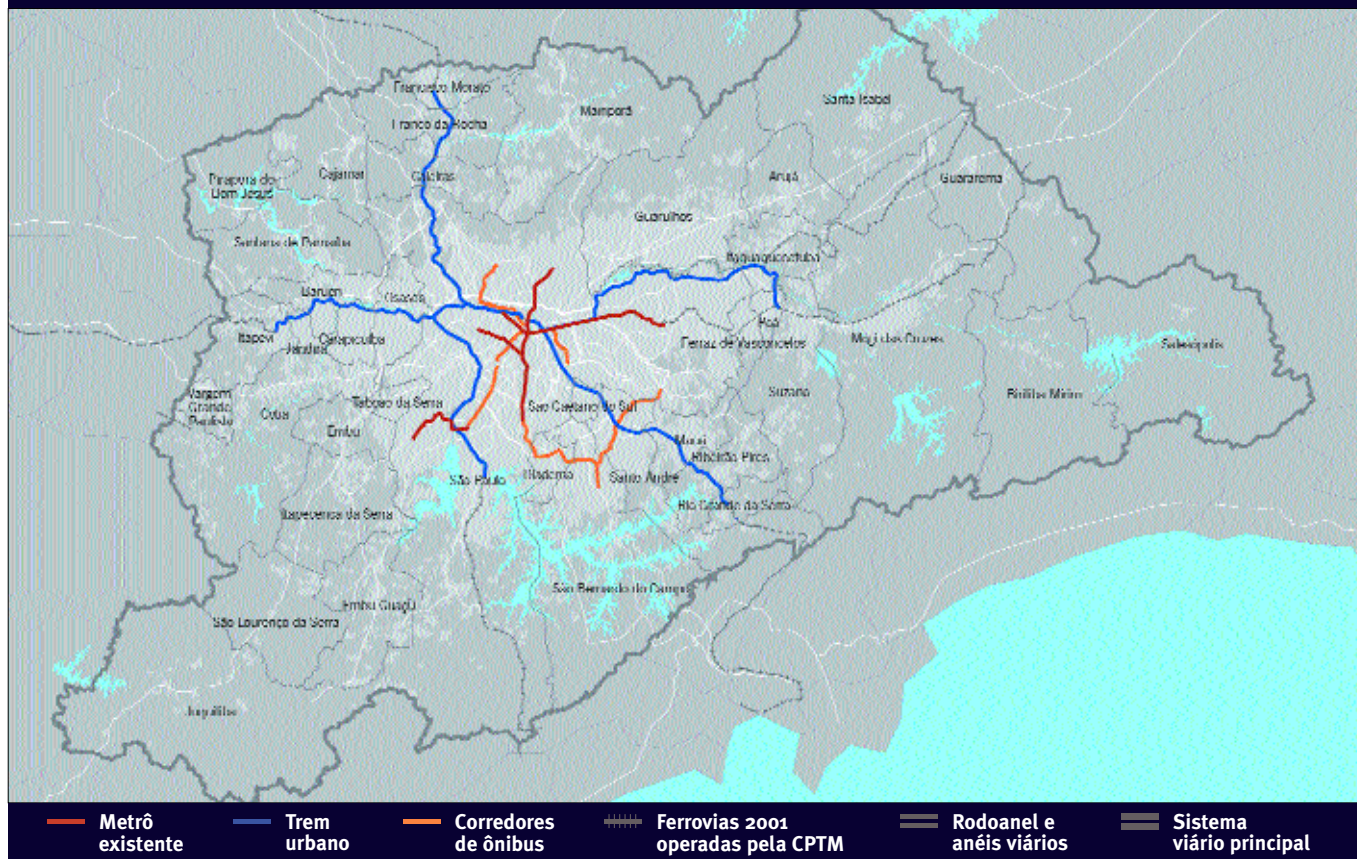 Francisco Morato
Santa Isabel
Mairiporã
Franco da Rocha
Cajamar
Caieiras
Arujá
Guararema
Pirapora do
Bom Jesus
Guarulhos
Santana de Parnaíba
Itaquaquecetuba
Barueri
Osasco
Poá
Itapevi
Jandira
Carapicuíba
Ferraz de Vasconcelos
Mogi das Cruzes
Salesópolis
Vargem
Grande
Paulista
Cotia
Taboão da Serra
São Caetano do Sul
Suzano
Biritiba Mirim
Embu
Mauá
Ribeirão Pires
São Paulo
Diadema
Santo André
Rio Grande da Serra
Itapecerica da Serra
São Bernardo do Campo
Embu Guaçu
São Lourenço da Serra
Juquitiba
Metrô
existente
Trem
urbano
Corredores
de ônibus
Ferrovias 2001
operadas pela CPTM
Rodoanel e
anéis viários
Sistema
viário principal